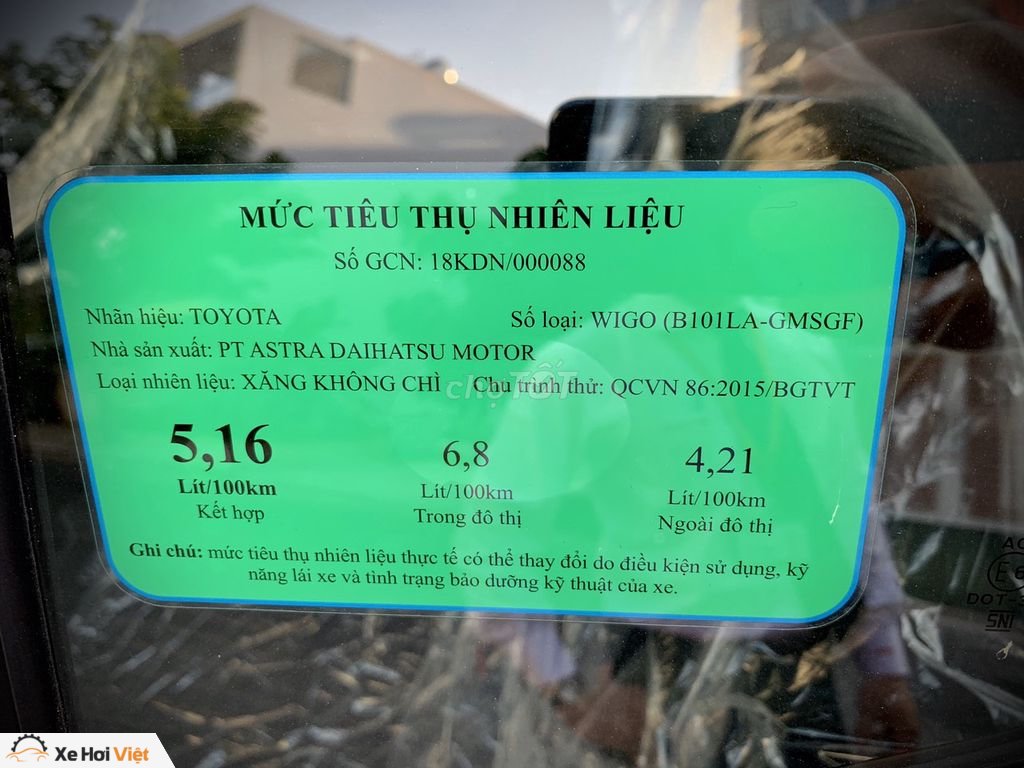 MỨC TIÊU THỤ NHIÊN LIỆU
Số GCN: 18KDN/000088
Nhãn hiệu: TOYOTA Số loại: WIGO (B101LA-GMSGF)
Nhà sản xuất: PT ASTRA DAIHATSU MOTOR
Loại nhiên liệu: XĂNG KHÔNG CHÌ Chu trình thử: QCVN 86:2015/BGTVT
chợTỐT
5,16 6,8 4,21
Lít/100km Lít/100km Lít/100km
Kết hợp Trong đô thị Ngoài đô thị
Ghi chú: mức tiêu thụ nhiên liệu thực tế có thể thay đổi do điều kiện sử dụng, kỹ
năng lái xe và tình trạng bảo dưỡng kỹ thuật của xe.
E
DOT
SNI
Xe Hơi Việt